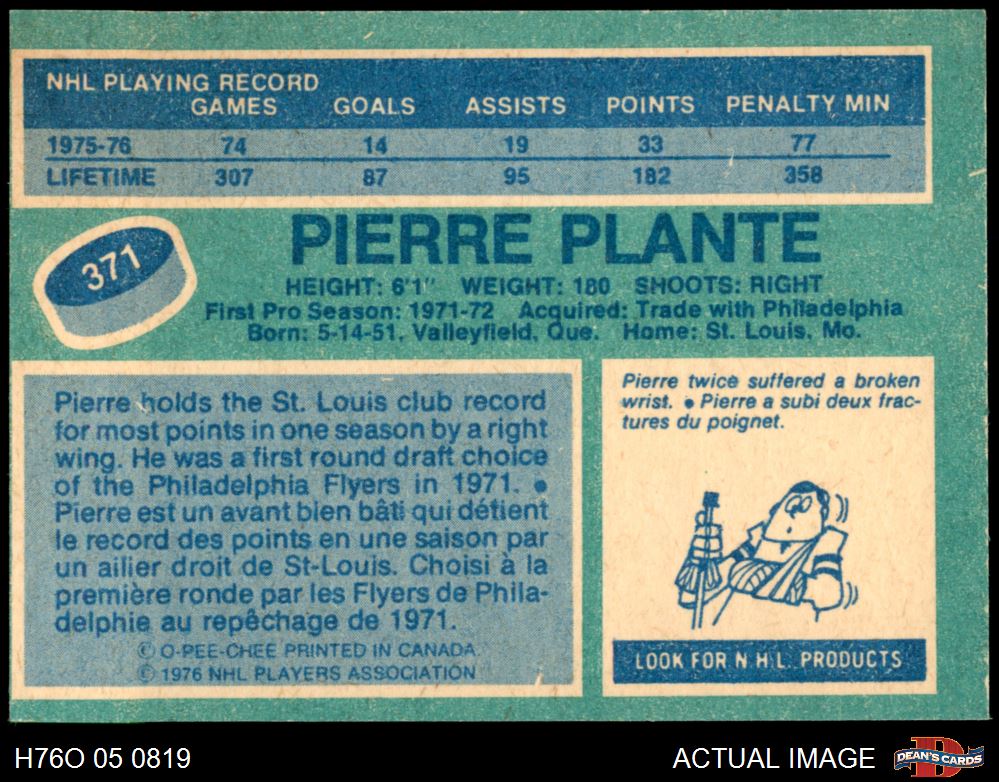 NHL PLAYING RECORD
GAMES GOALS ASSISTS POINTS PENALTY MIN
1975-76 74 14 19 33 77
LIFETIME 307 87 95 182 358
371
PIERRE PLANTE
HEIGHT: 6'1" WEIGHT: 180 SHOOTS: RIGHT
First Pro Season: 1971-72 Acquired: Trade with Philadelphia
Born: 5-14-51, Valleyfield, Que. Home: St. Louis, Mo.
Pierre holds the St. Louis club record
for most points in one season by a right
wing. He was a first round draft choice
of the Philadelphia Flyers in 1971. •
Pierre est un avant bien bâti qui détient
le record des points en une saison par
un ailier droit de St-Louis. Choisi à la
première ronde par les Flyers de Phila-
delphie au repêchage de 1971.
© O-PEE-CHEE PRINTED IN CANADA
© 1976 NHL PLAYERS ASSOCIATION
Pierre twice suffered a broken
wrist. • Pierre a subi deux frac-
tures du poignet.
LOOK FOR N.H.L. PRODUCTS
H76O 05 0819
ACTUAL IMAGE
D
DEAN'S CARDS